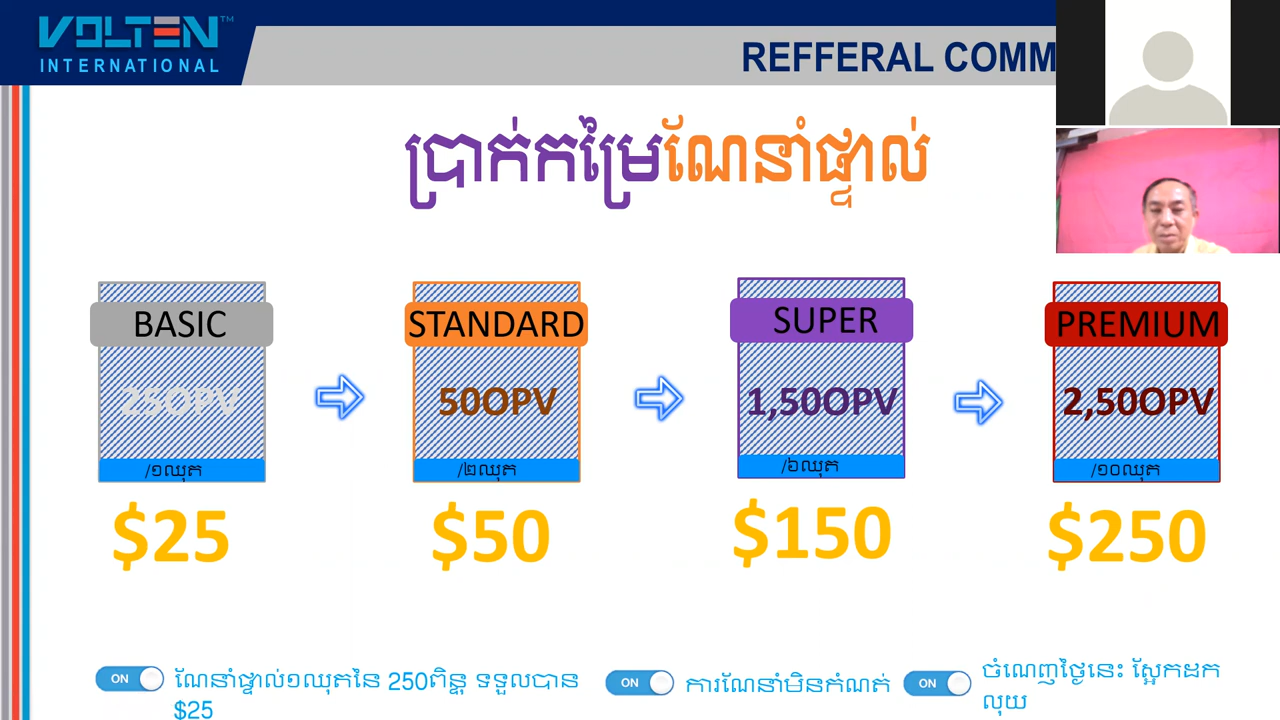 VOLTEN™
INTERNATIONAL
REFFERAL COMM
ប្រាក់កម្រៃណែនាំផ្ទាល់
BASIC
25OPV
/១ឈុត
$25
STANDARD
50OPV
/២ឈុត
$50
SUPER
1,50OPV
/៦ឈុត
$150
PREMIUM
2,50OPV
/១០ឈុត
$250
ON ណែនាំផ្ទាល់១ឈុតនៃ 250ពិន្ទុ ទទួលបាន
$25
ON ការណែនាំមិនកំណត់
ON ចំណេញថ្ងៃនេះ ស្អែកដក
លុយ